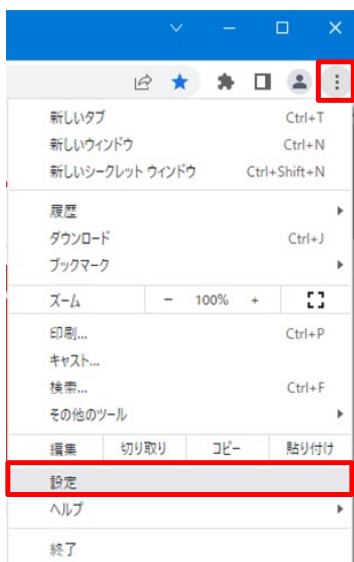 新しいタブ Ctrl+T
新しいウィンドウ Ctrl+N
新しいシークレット ウィンドウ Ctrl+Shift+N
履歴
ダウンロード Ctrl+J
ブックマーク
ズーム － 100% +
印刷... Ctrl+P
キャスト...
検索... Ctrl+F
その他のツール
編集 切り取り コピー 貼り付け
設定
ヘルプ
終了